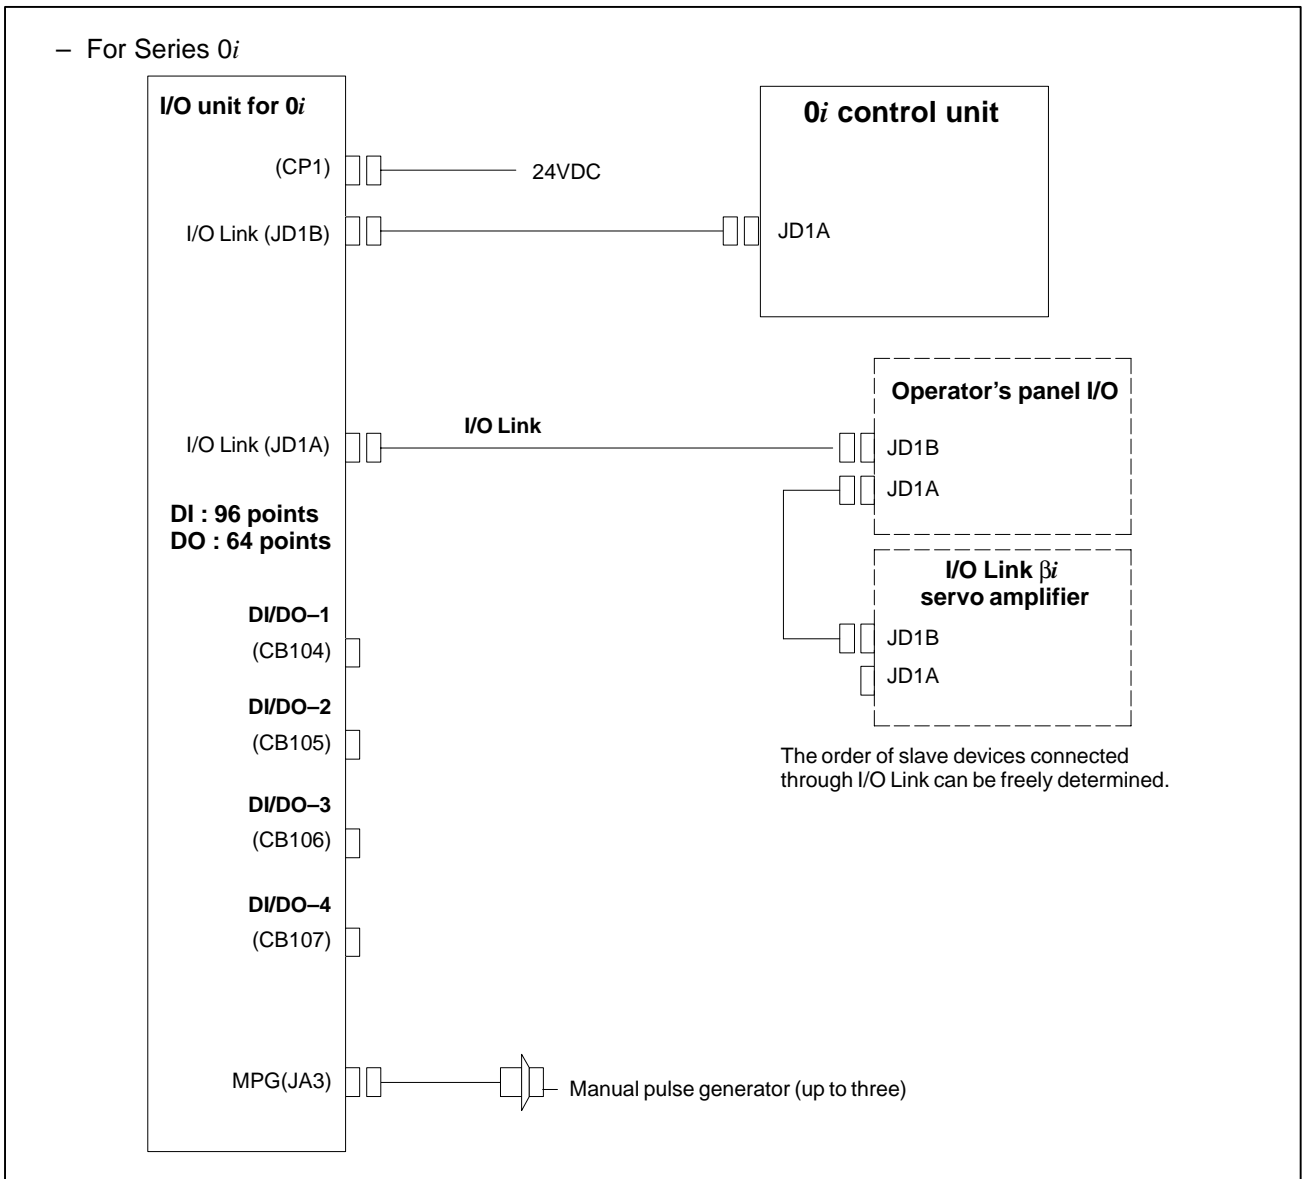 – For Series 0i
I/O unit for 0i
0i control unit
(CP1)
24VDC
I/O Link (JD1B)
JD1A
Operator’s panel I/O
I/O Link (JD1A)
I/O Link
JD1B
JD1A
DI : 96 points
DO : 64 points
I/O Link βi
servo amplifier
DI/DO–1
(CB104)
JD1B
JD1A
DI/DO–2
(CB105)
The order of slave devices connected
through I/O Link can be freely determined.
DI/DO–3
(CB106)
DI/DO–4
(CB107)
MPG(JA3)
Manual pulse generator (up to three)